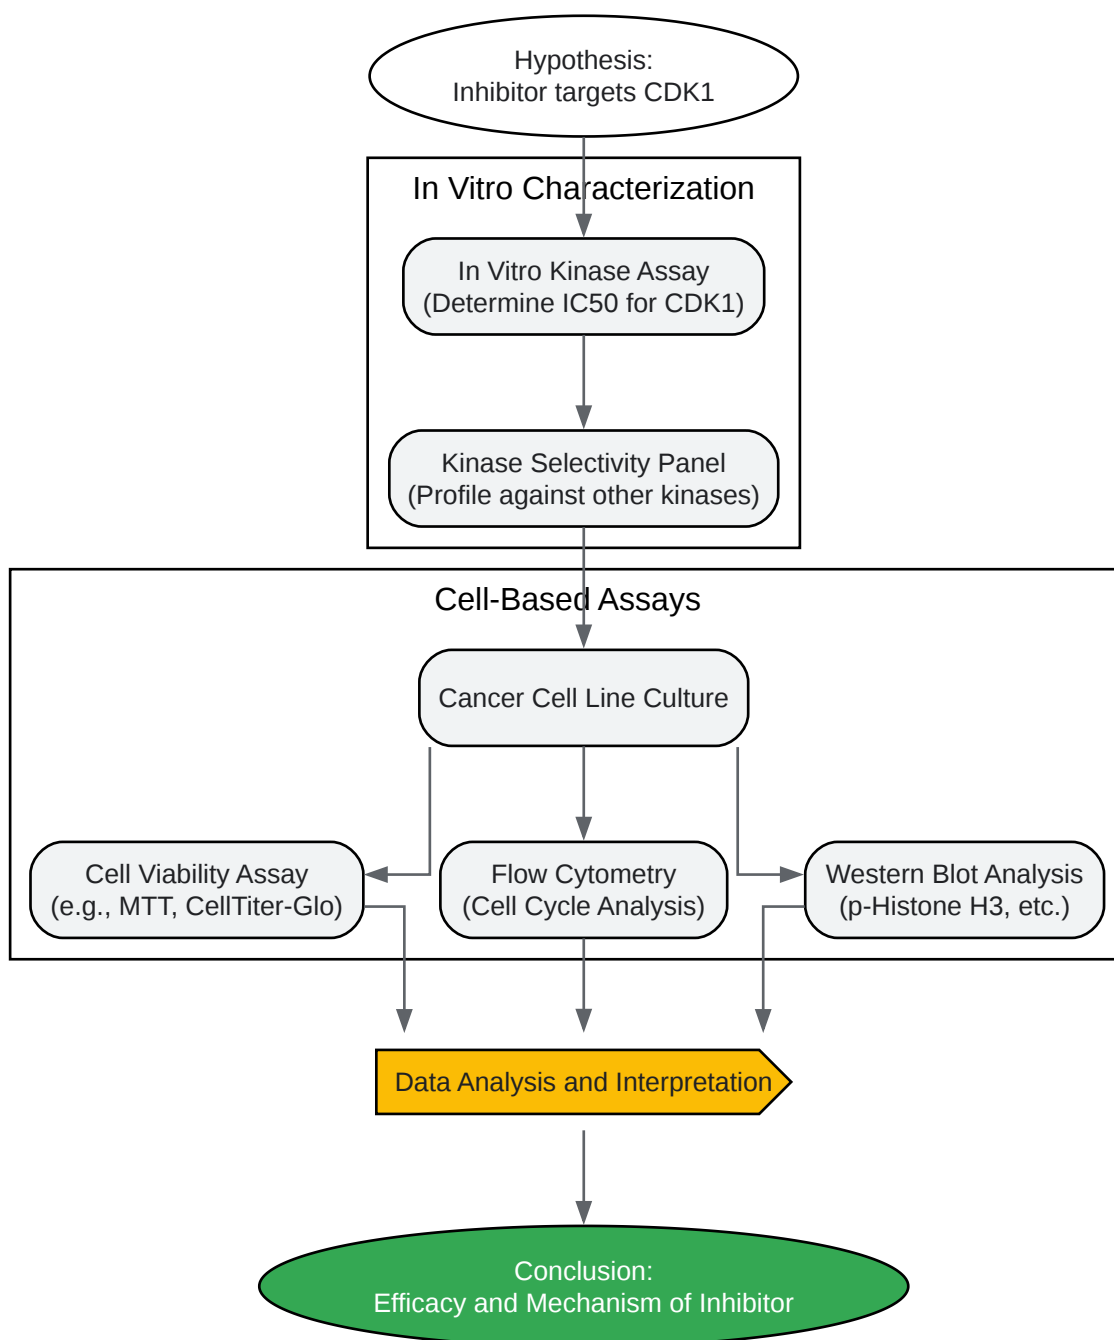 Hypothesis:
Inhibitor targets CDK1
In Vitro Characterization
In Vitro Kinase Assay
(Determine IC50 for CDK1)
Kinase Selectivity Panel
(Profile against other kinases)
Cell-Based Assays
Cancer Cell Line Culture
Cell Viability Assay
(e.g., MTT, CellTiter-Glo)
Flow Cytometry
(Cell Cycle Analysis)
Western Blot Analysis
(p-Histone H3, etc.)
Data Analysis and Interpretation
Conclusion:
Efficacy and Mechanism of Inhibitor